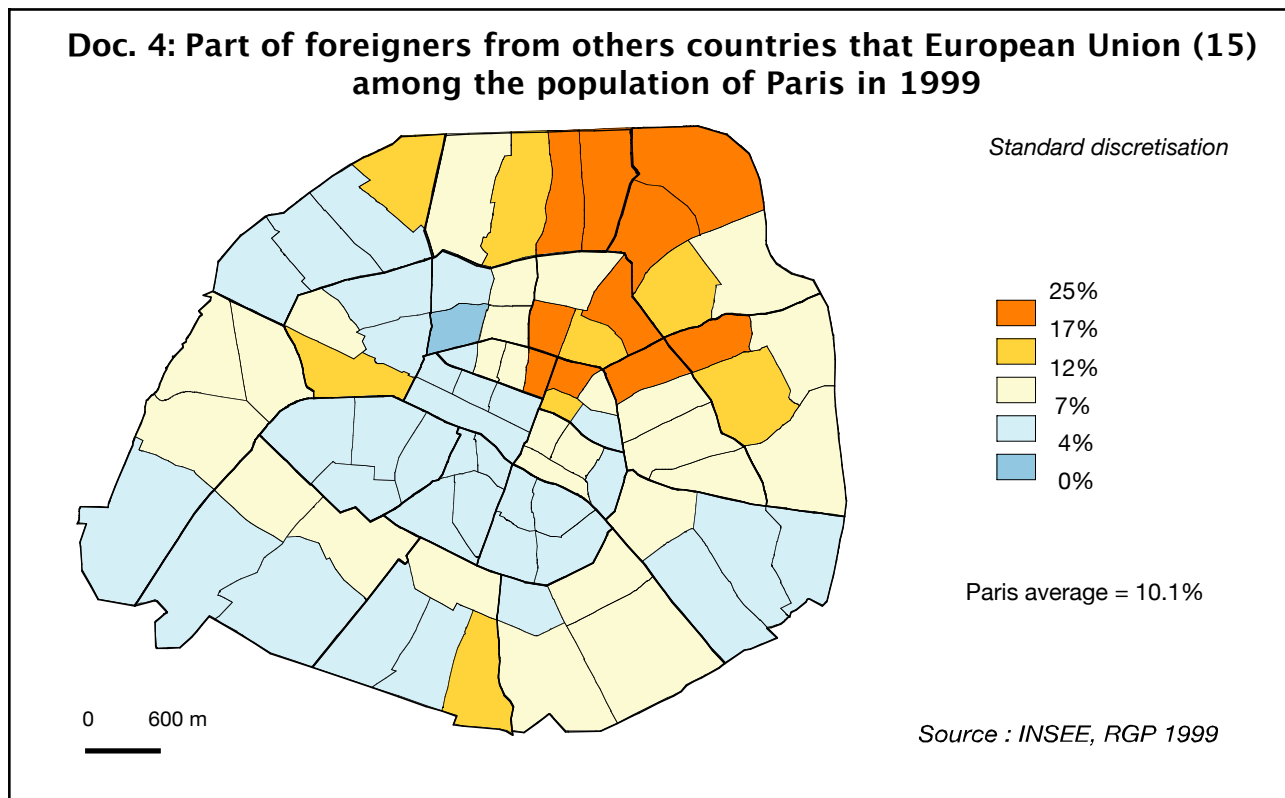 Doc. 4: Part of foreigners from others countries that European Union (15)
among the population of Paris in 1999
Standard discretisation
25%
17%
12%
7%
4%
0%
Paris average = 10.1%
0 600 m
Source : INSEE, RGP 1999